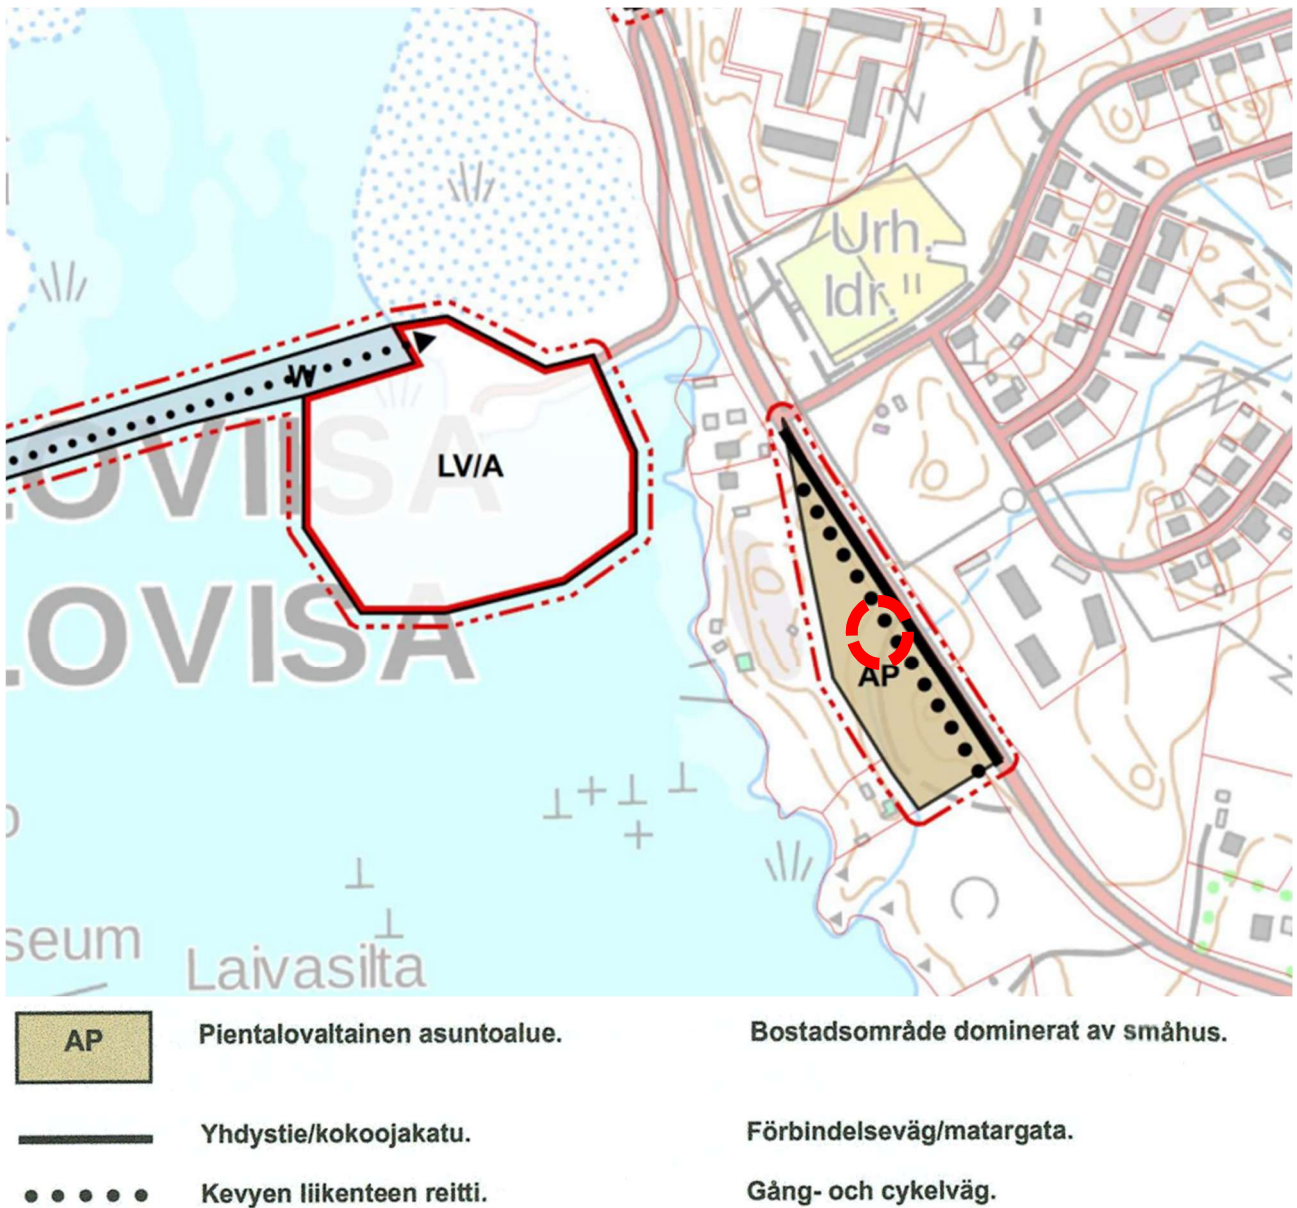 Urh.
Idr.
W
LV/A
LOVISA
LOVISA
AP
seum
Laivasilta
AP Pientalovaltainen asuntoalue. Bostadsområde dominerat av småhus.
Yhdystie/kokoojakatu. Förbindelseväg/matargata.
Kevyen liikenteen reitti. Gång- och cykelväg.